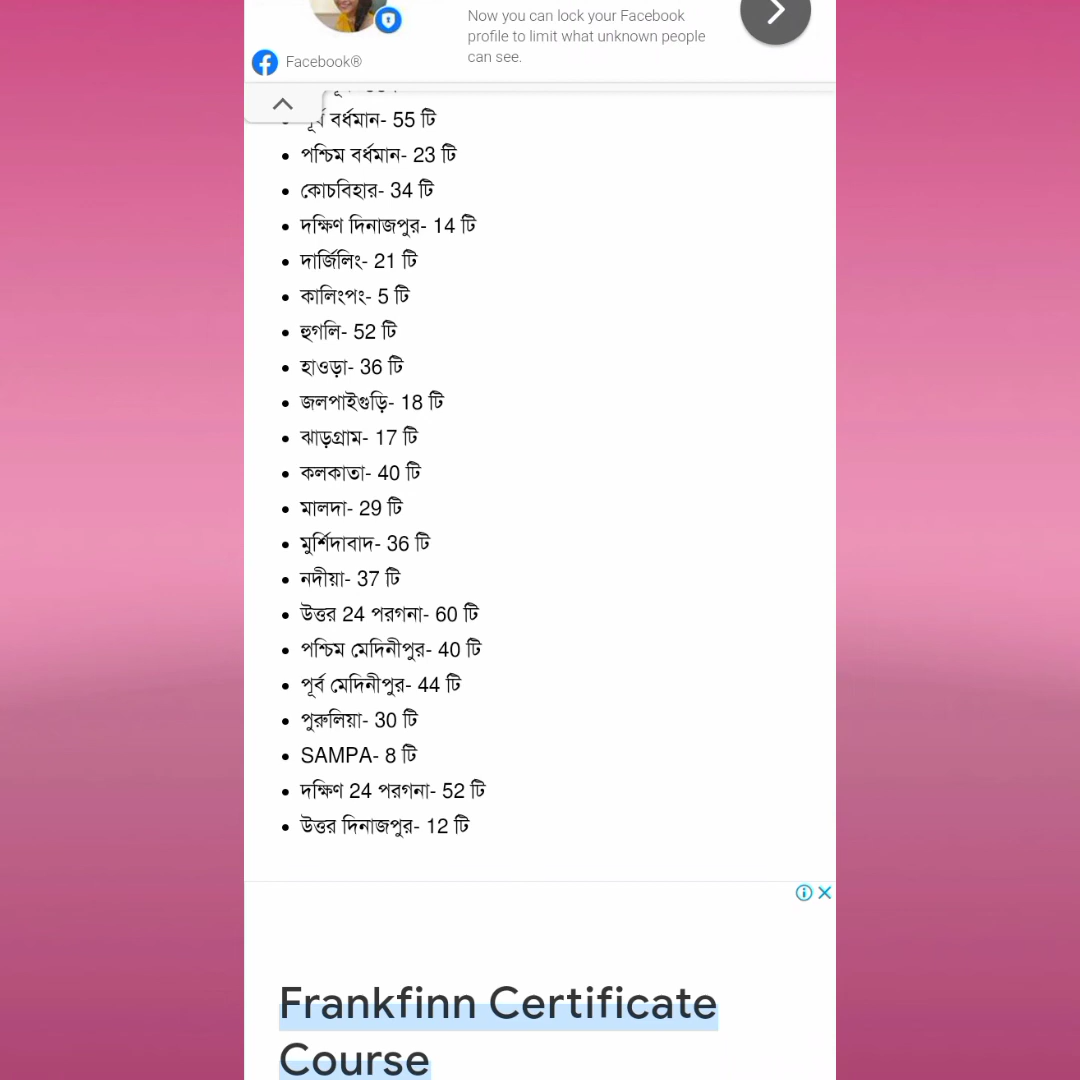 Now you can lock your Facebook
profile to limit what unknown people
can see.
Facebook®
পূর্ব বর্ধমান- 55 টি
পশ্চিম বর্ধমান- 23 টি
কোচবিহার- 34 টি
দক্ষিণ দিনাজপুর- 14 টি
দার্জিলিং- 21 টি
কালিংপং- 5 টি
হুগলি- 52 টি
হাওড়া- 36 টি
জলপাইগুড়ি- 18 টি
ঝাড়গ্রাম- 17 টি
কলকাতা- 40 টি
মালদা- 29 টি
মুর্শিদাবাদ- 36 টি
নদীয়া- 37 টি
উত্তর 24 পরগনা- 60 টি
পশ্চিম মেদিনীপুর- 40 টি
পূর্ব মেদিনীপুর- 44 টি
পুরুলিয়া- 30 টি
SAMPA- 8 টি
দক্ষিণ 24 পরগনা- 52 টি
উত্তর দিনাজপুর- 12 টি
Frankfinn Certificate
Course